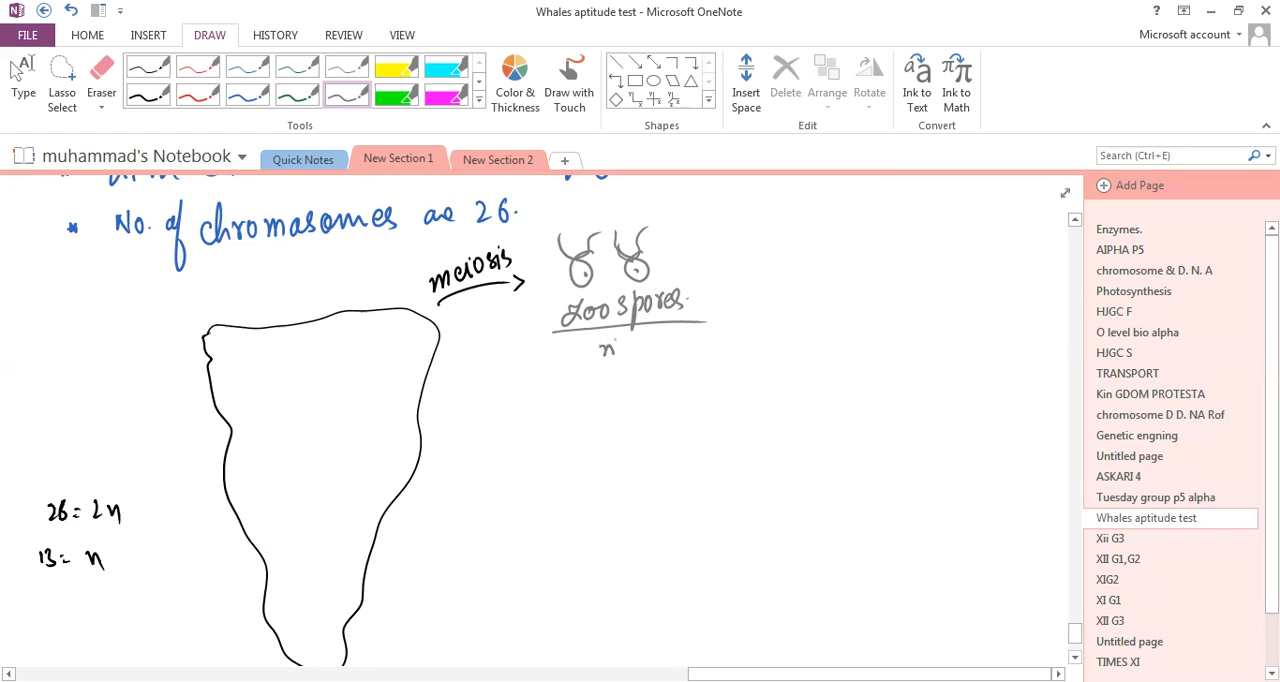 Whales aptitude test - Microsoft OneNote
FILE HOME INSERT DRAW HISTORY REVIEW VIEW
Microsoft account
Type
Lasso Select
Eraser
Color & Thickness
Draw with Touch
Insert Space
Delete
Arrange
Rotate
Ink to Text
Ink to Math
Tools
Shapes
Edit
Convert
muhammad's Notebook
Quick Notes
New Section 1
New Section 2
Search (Ctrl+E)
Add Page
* No. of chromasomes are 26.
meiosis
Zoospores.
n
26 = 2n
13 = n
Enzymes.
AlPHA P5
chromosome & D. N. A
Photosynthesis
HJGC F
O level bio alpha
HJGC S
TRANSPORT
Kin GDOM PROTESTA
chromosome D D. NA Rof
Genetic engning
Untitled page
ASKARI 4
Tuesday group p5 alpha
Whales aptitude test
Xii G3
XII G1,G2
XIG2
XI G1
XII G3
Untitled page
TIMES XI